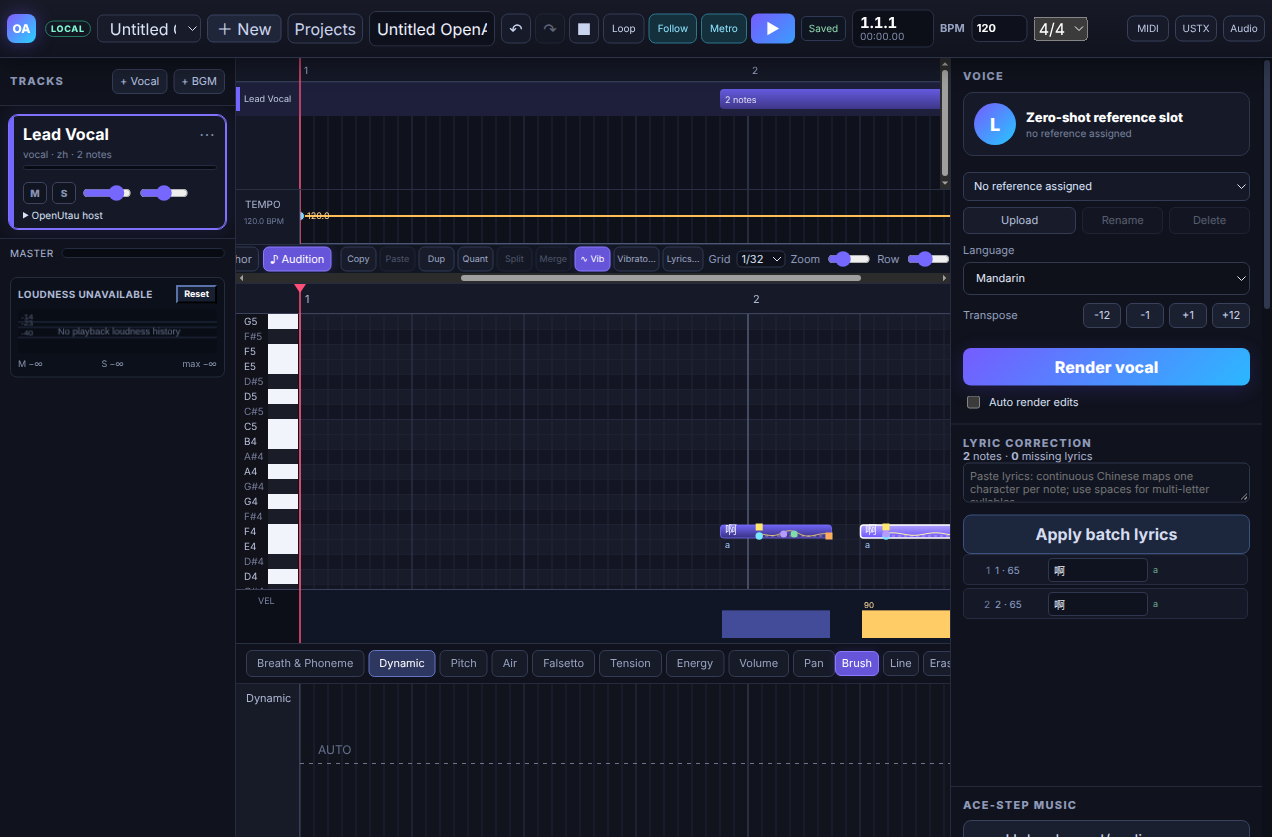 OA LOCAL Untitled ( + New Projects Untitled OpenA Loop Follow Metro Saved 1.1.1 00:00.00 BPM 120 4/4 MIDI USTX Audio
TRACKS + Vocal + BGM
Lead Vocal ...
vocal · zh · 2 notes
M S
OpenUtau host
MASTER
LOUDNESS UNAVAILABLE Reset
-14
-23
-40
No playback loudness history
M −∞ S −∞ max −∞
1 2
Lead Vocal 2 notes
TEMPO
120.0 BPM
120.0
hor Audition Copy Paste Dup Quant Split Merge ∿ Vib Vibrato... Lyrics... Grid 1/32 Zoom Row
1 2
G5
F#5
F5
E5
D#5
D5
C#5
C5
B4
A#4
A4
G#4
G4
F#4
F4 啊 啊
E4 a a
D#4
D4
VEL 90
Breath & Phoneme Dynamic Pitch Air Falsetto Tension Energy Volume Pan Brush Line Eras
Dynamic
AUTO
VOICE
L Zero-shot reference slot
no reference assigned
No reference assigned
Upload Rename Delete
Language
Mandarin
Transpose -12 -1 +1 +12
Render vocal
Auto render edits
LYRIC CORRECTION
2 notes · 0 missing lyrics
Paste lyrics: continuous Chinese maps one
character per note; use spaces for multi-letter
Apply batch lyrics
1 1 · 65 啊 a
2 2 · 65 啊 a
ACE-STEP MUSIC